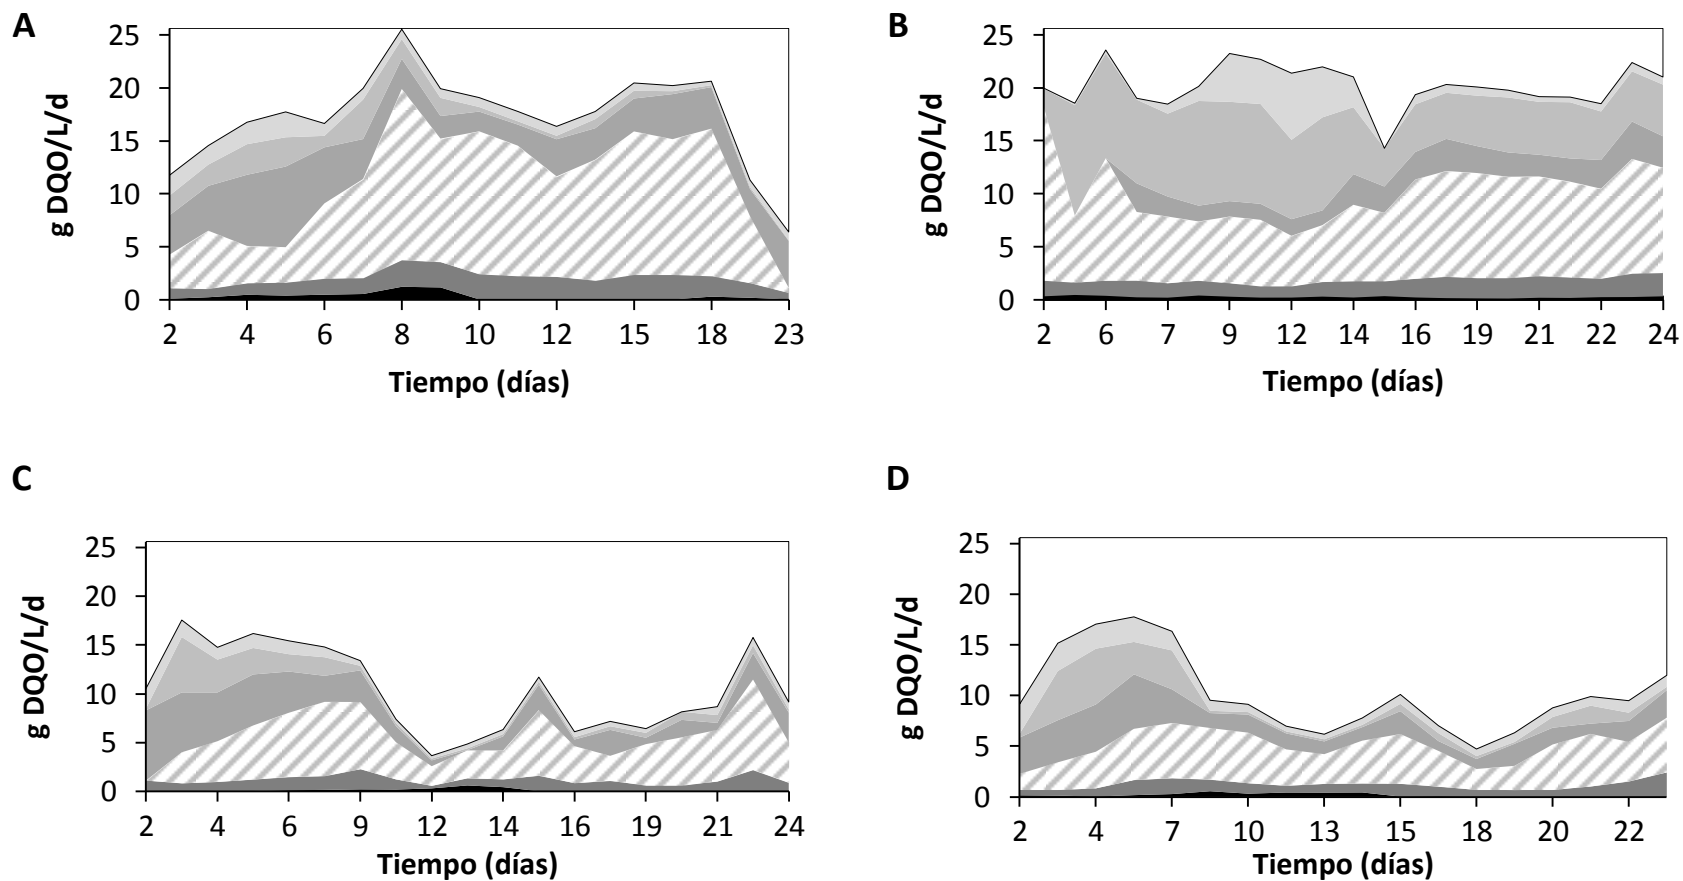 A
g DQO/L/d
25
20
15
10
5
0
2 4 6 8 10 12 15 18 23
Tiempo (días)
B
g DQO/L/d
25
20
15
10
5
0
2 6 7 9 12 14 16 19 21 22 24
Tiempo (días)
C
g DQO/L/d
25
20
15
10
5
0
2 4 6 9 12 14 16 19 21 24
Tiempo (días)
D
g DQO/L/d
25
20
15
10
5
0
2 4 7 10 13 15 18 20 22
Tiempo (días)